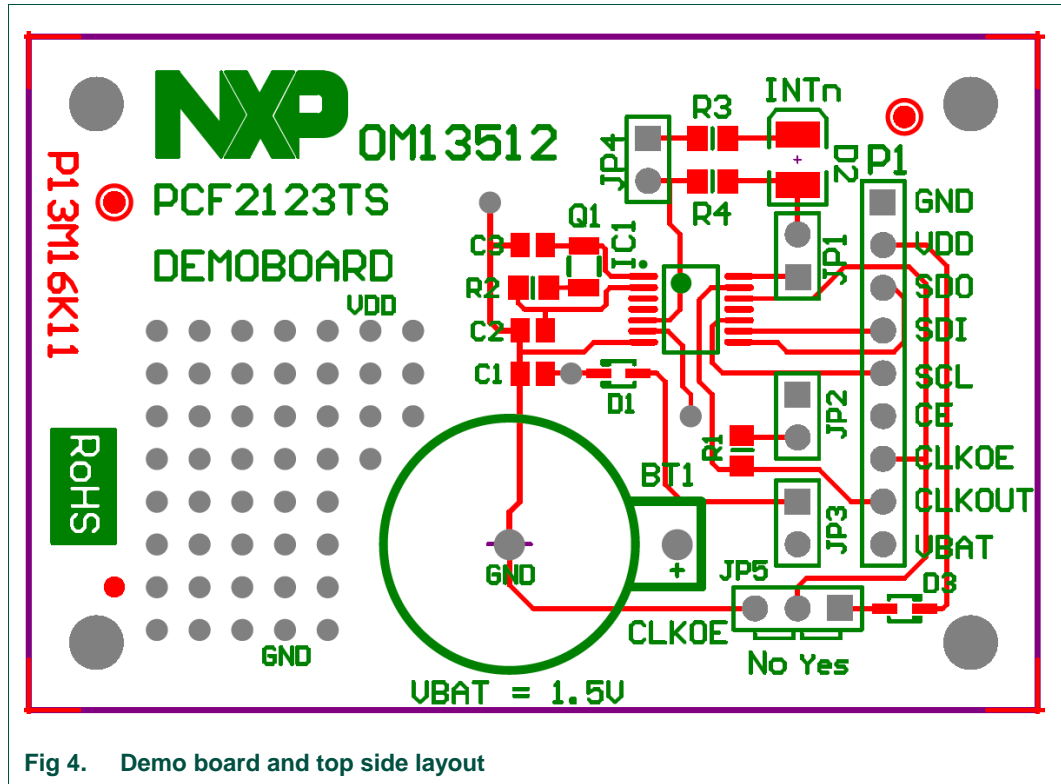 NXP
OM13512
PCF2123TS
DEMOBOARD
P13M16K11
RoHS
VDD
GND
C3
R2
C2
C1
Q1
IC1
D1
JP4
R3
R4
INTn
D2
JP1
P1
GND
VDD
SDO
SDI
SCL
CE
CLKOE
CLKOUT
VBAT
JP2
R1
BT1
+
GND
JP3
JP5
D3
CLKOE
No Yes
VBAT = 1.5V
Fig 4. Demo board and top side layout